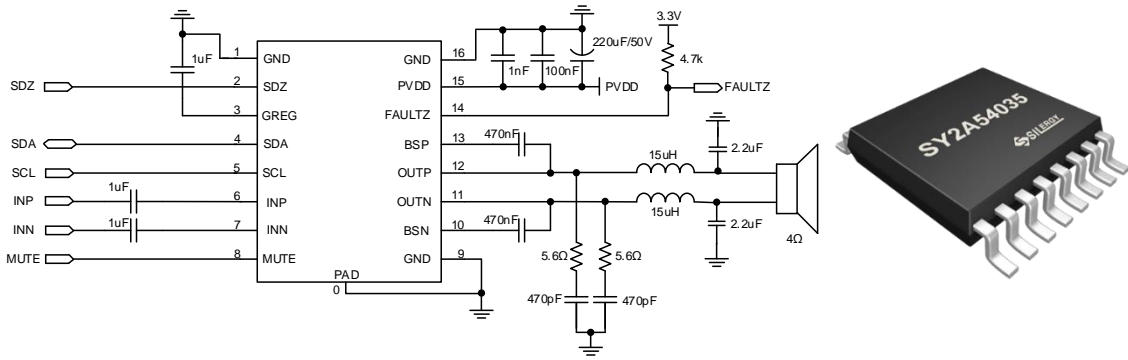 3.3V
4.7k
FAULTZ
220uF/50V
1nF
100nF
PVDD
1uF
SDZ
SDA
SCL
INP
INN
MUTE
1uF
1uF
1 GND
2 SDZ
3 GREG
4 SDA
5 SCL
6 INP
7 INN
8 MUTE
PAD
0
GND 16
PVDD 15
FAULTZ 14
BSP 13
OUTP 12
OUTN 11
BSN 10
GND 9
470nF
470nF
15uH
15uH
2.2uF
2.2uF
4Ω
5.6Ω
5.6Ω
470pF
470pF
SY2A54035
SILERGY